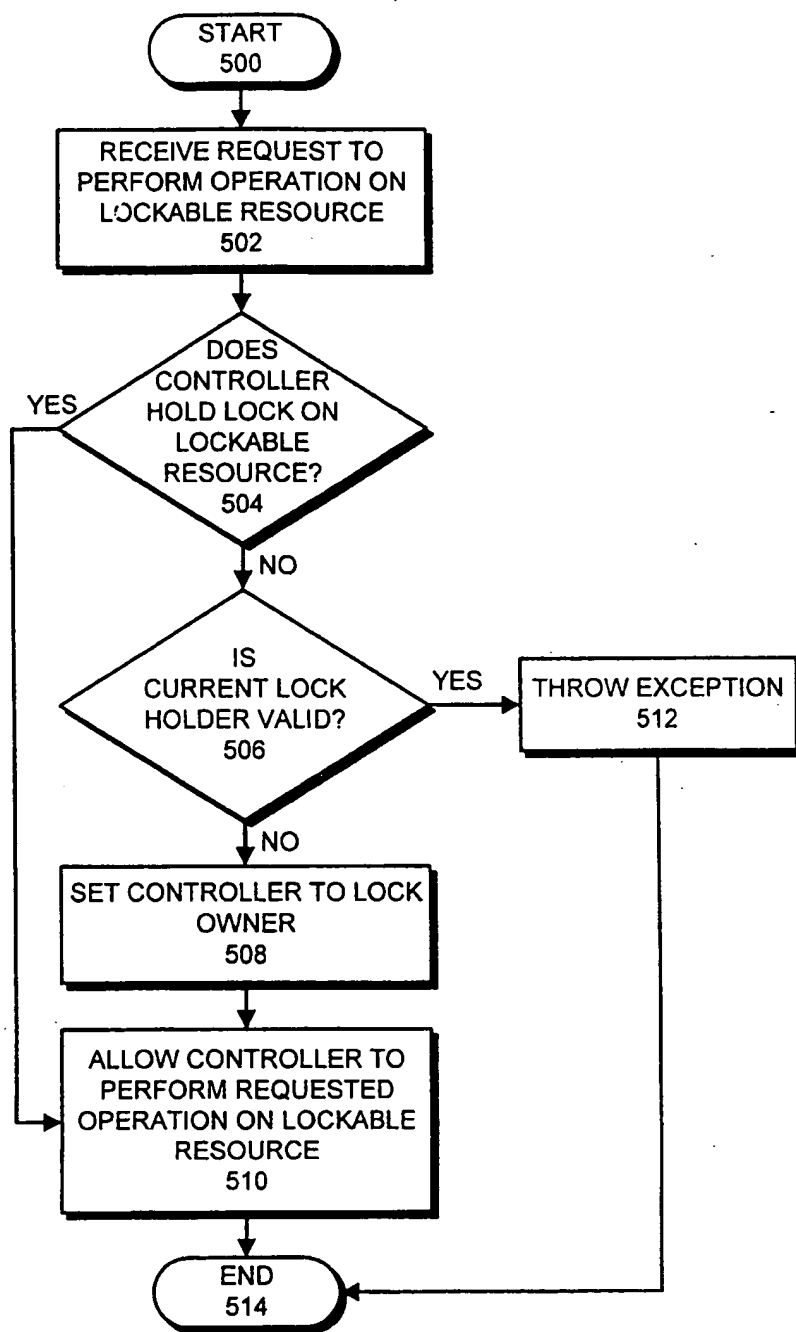 START
500
RECEIVE REQUEST TO
PERFORM OPERATION ON
LOCKABLE RESOURCE
502
DOES
CONTROLLER
HOLD LOCK ON
LOCKABLE
RESOURCE?
504
YES
NO
IS
CURRENT LOCK
HOLDER VALID?
506
YES
THROW EXCEPTION
512
NO
SET CONTROLLER TO LOCK
OWNER
508
ALLOW CONTROLLER TO
PERFORM REQUESTED
OPERATION ON LOCKABLE
RESOURCE
510
END
514